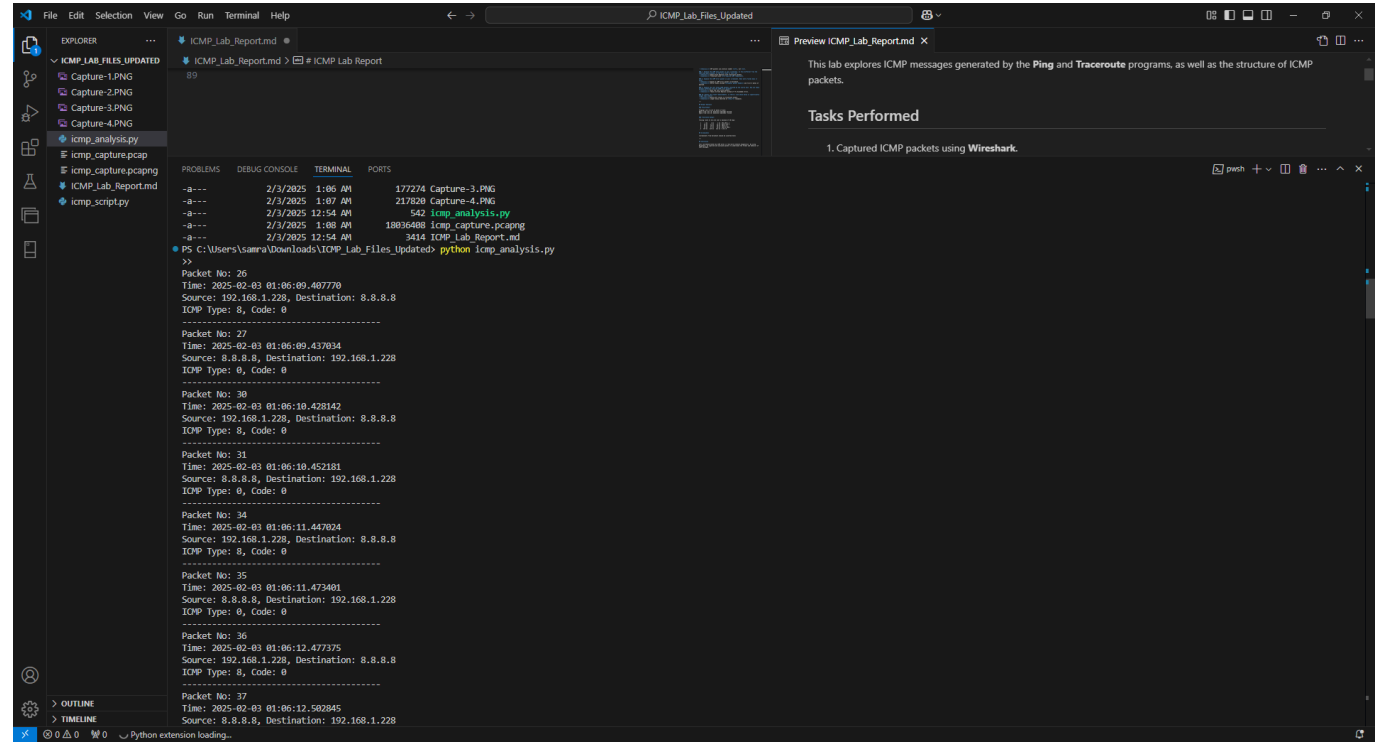 File Edit Selection View Go Run Terminal Help
ICMP_Lab_Files_Updated
EXPLORER
ICMP_LAB_FILES_UPDATED
Capture-1.PNG
Capture-2.PNG
Capture-3.PNG
Capture-4.PNG
icmp_analysis.py
icmp_capture.pcap
icmp_capture.pcapng
ICMP_Lab_Report.md
icmp_script.py
OUTLINE
TIMELINE
ICMP_Lab_Report.md
ICMP_Lab_Report.md > # ICMP Lab Report
89
Preview ICMP_Lab_Report.md
This lab explores ICMP messages generated by the Ping and Traceroute programs, as well as the structure of ICMP
packets.
Tasks Performed
1. Captured ICMP packets using Wireshark.
PROBLEMS DEBUG CONSOLE TERMINAL PORTS
pwsh
-a--- 2/3/2025 1:06 AM 177274 Capture-3.PNG
-a--- 2/3/2025 1:07 AM 217820 Capture-4.PNG
-a--- 2/3/2025 12:54 AM 542 icmp_analysis.py
-a--- 2/3/2025 1:08 AM 18036408 icmp_capture.pcapng
-a--- 2/3/2025 12:54 AM 3414 ICMP_Lab_Report.md
PS C:\Users\samra\Downloads\ICMP_Lab_Files_Updated> python icmp_analysis.py
>>
Packet No: 26
Time: 2025-02-03 01:06:09.407770
Source: 192.168.1.228, Destination: 8.8.8.8
ICMP Type: 8, Code: 0
----------------------------------------
Packet No: 27
Time: 2025-02-03 01:06:09.437034
Source: 8.8.8.8, Destination: 192.168.1.228
ICMP Type: 0, Code: 0
----------------------------------------
Packet No: 30
Time: 2025-02-03 01:06:10.428142
Source: 192.168.1.228, Destination: 8.8.8.8
ICMP Type: 8, Code: 0
----------------------------------------
Packet No: 31
Time: 2025-02-03 01:06:10.452181
Source: 8.8.8.8, Destination: 192.168.1.228
ICMP Type: 0, Code: 0
----------------------------------------
Packet No: 34
Time: 2025-02-03 01:06:11.447024
Source: 192.168.1.228, Destination: 8.8.8.8
ICMP Type: 8, Code: 0
----------------------------------------
Packet No: 35
Time: 2025-02-03 01:06:11.473401
Source: 8.8.8.8, Destination: 192.168.1.228
ICMP Type: 0, Code: 0
----------------------------------------
Packet No: 36
Time: 2025-02-03 01:06:12.477375
Source: 192.168.1.228, Destination: 8.8.8.8
ICMP Type: 8, Code: 0
----------------------------------------
Packet No: 37
Time: 2025-02-03 01:06:12.502845
Source: 8.8.8.8, Destination: 192.168.1.228
0 0 0 Python extension loading...